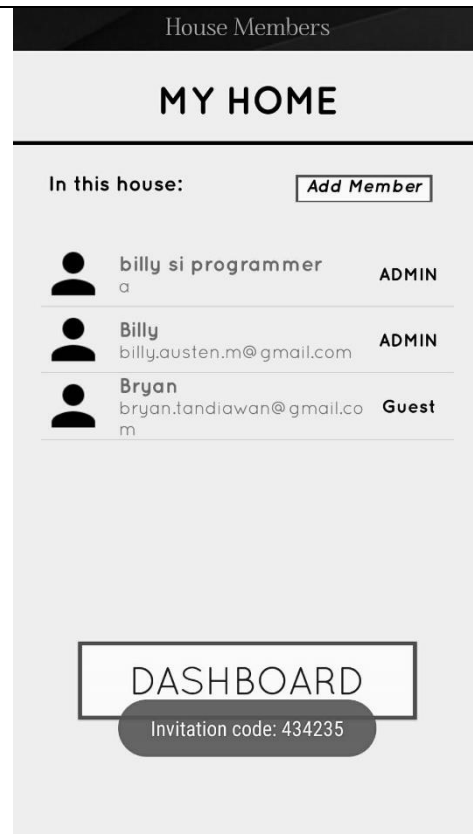 House Members
MY HOME
In this house:
Add Member
billy si programmer
a
ADMIN
Billy
billy.austen.m@gmail.com
ADMIN
Bryan
bryan.tandiawan@gmail.co
m
Guest
DASHBOARD
Invitation code: 434235